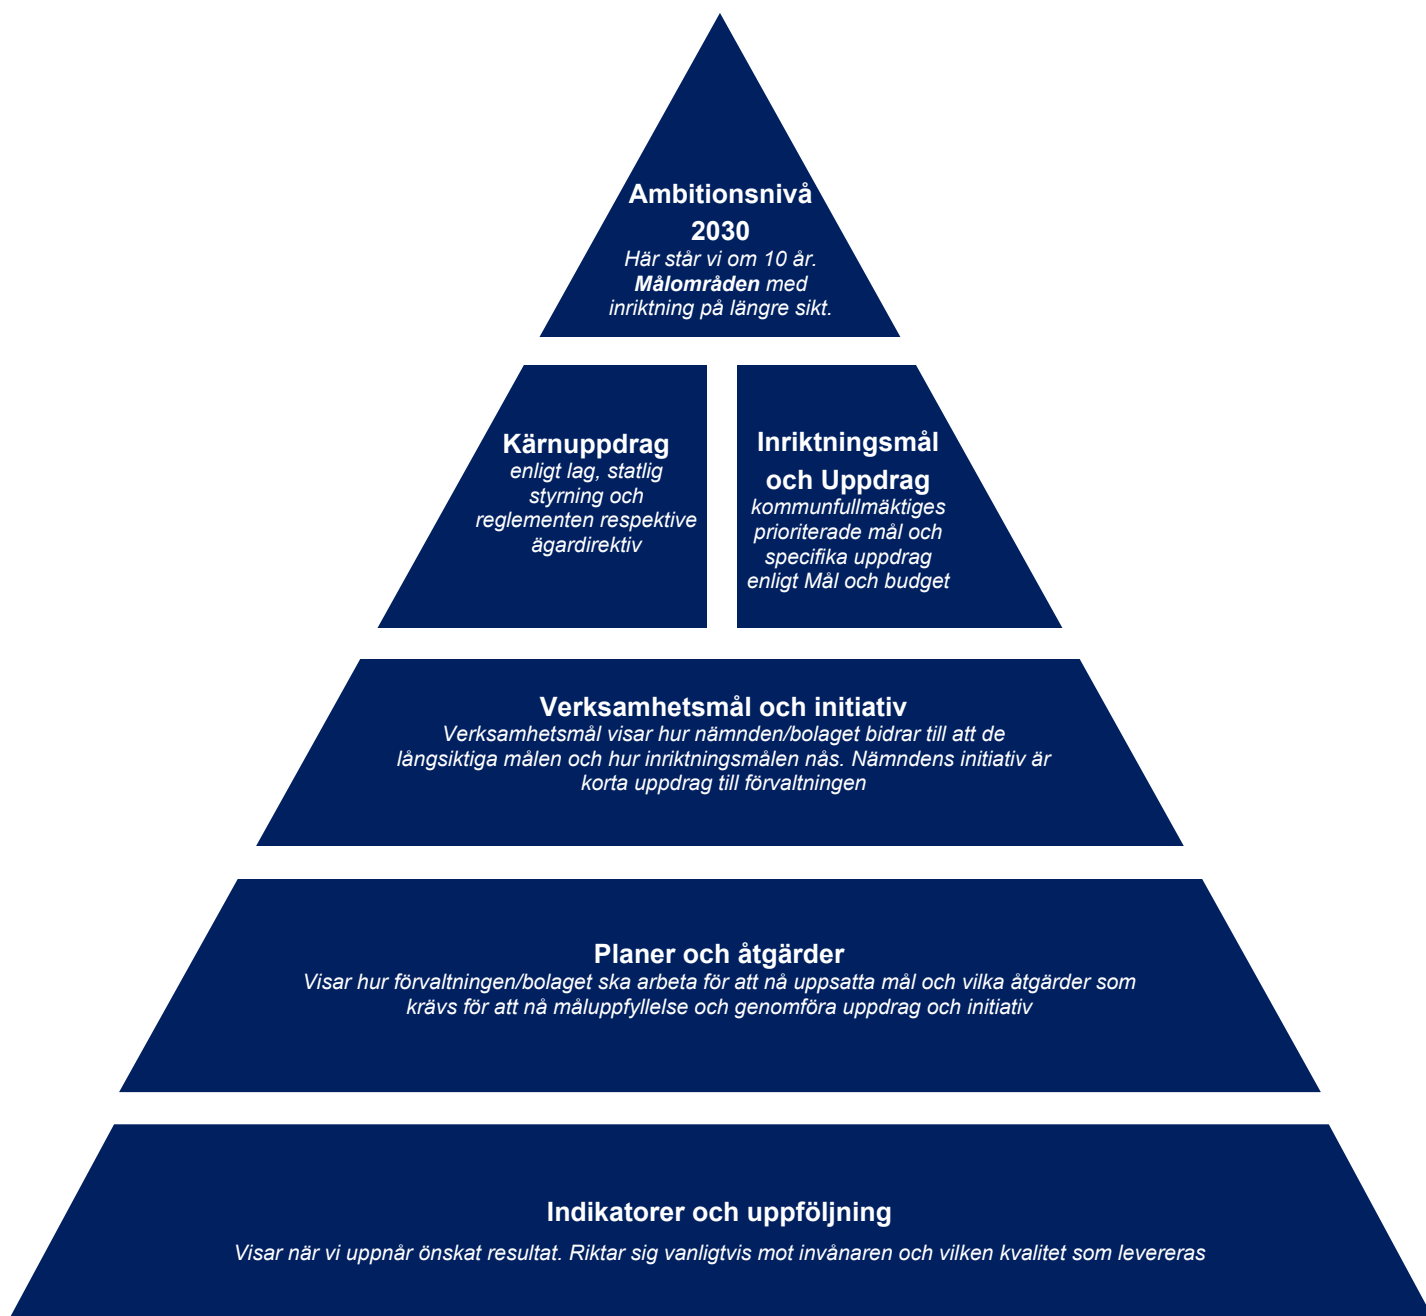 Ambitionsnivå
2030
Här står vi om 10 år.
Målområden med
inriktning på längre sikt.
Kärnuppdrag
enligt lag, statlig
styrning och
reglementen respektive
ägardirektiv
Inriktningsmål
och Uppdrag
kommunfullmäktiges
prioriterade mål och
specifika uppdrag
enligt Mål och budget
Verksamhetsmål och initiativ
Verksamhetsmål visar hur nämnden/bolaget bidrar till att de
långsiktiga målen och hur inriktningsmålen nås. Nämndens initiativ är
korta uppdrag till förvaltningen
Planer och åtgärder
Visar hur förvaltningen/bolaget ska arbeta för att nå uppsatta mål och vilka åtgärder som
krävs för att nå måluppfyllelse och genomföra uppdrag och initiativ
Indikatorer och uppföljning
Visar när vi uppnår önskat resultat. Riktar sig vanligtvis mot invånaren och vilken kvalitet som levereras